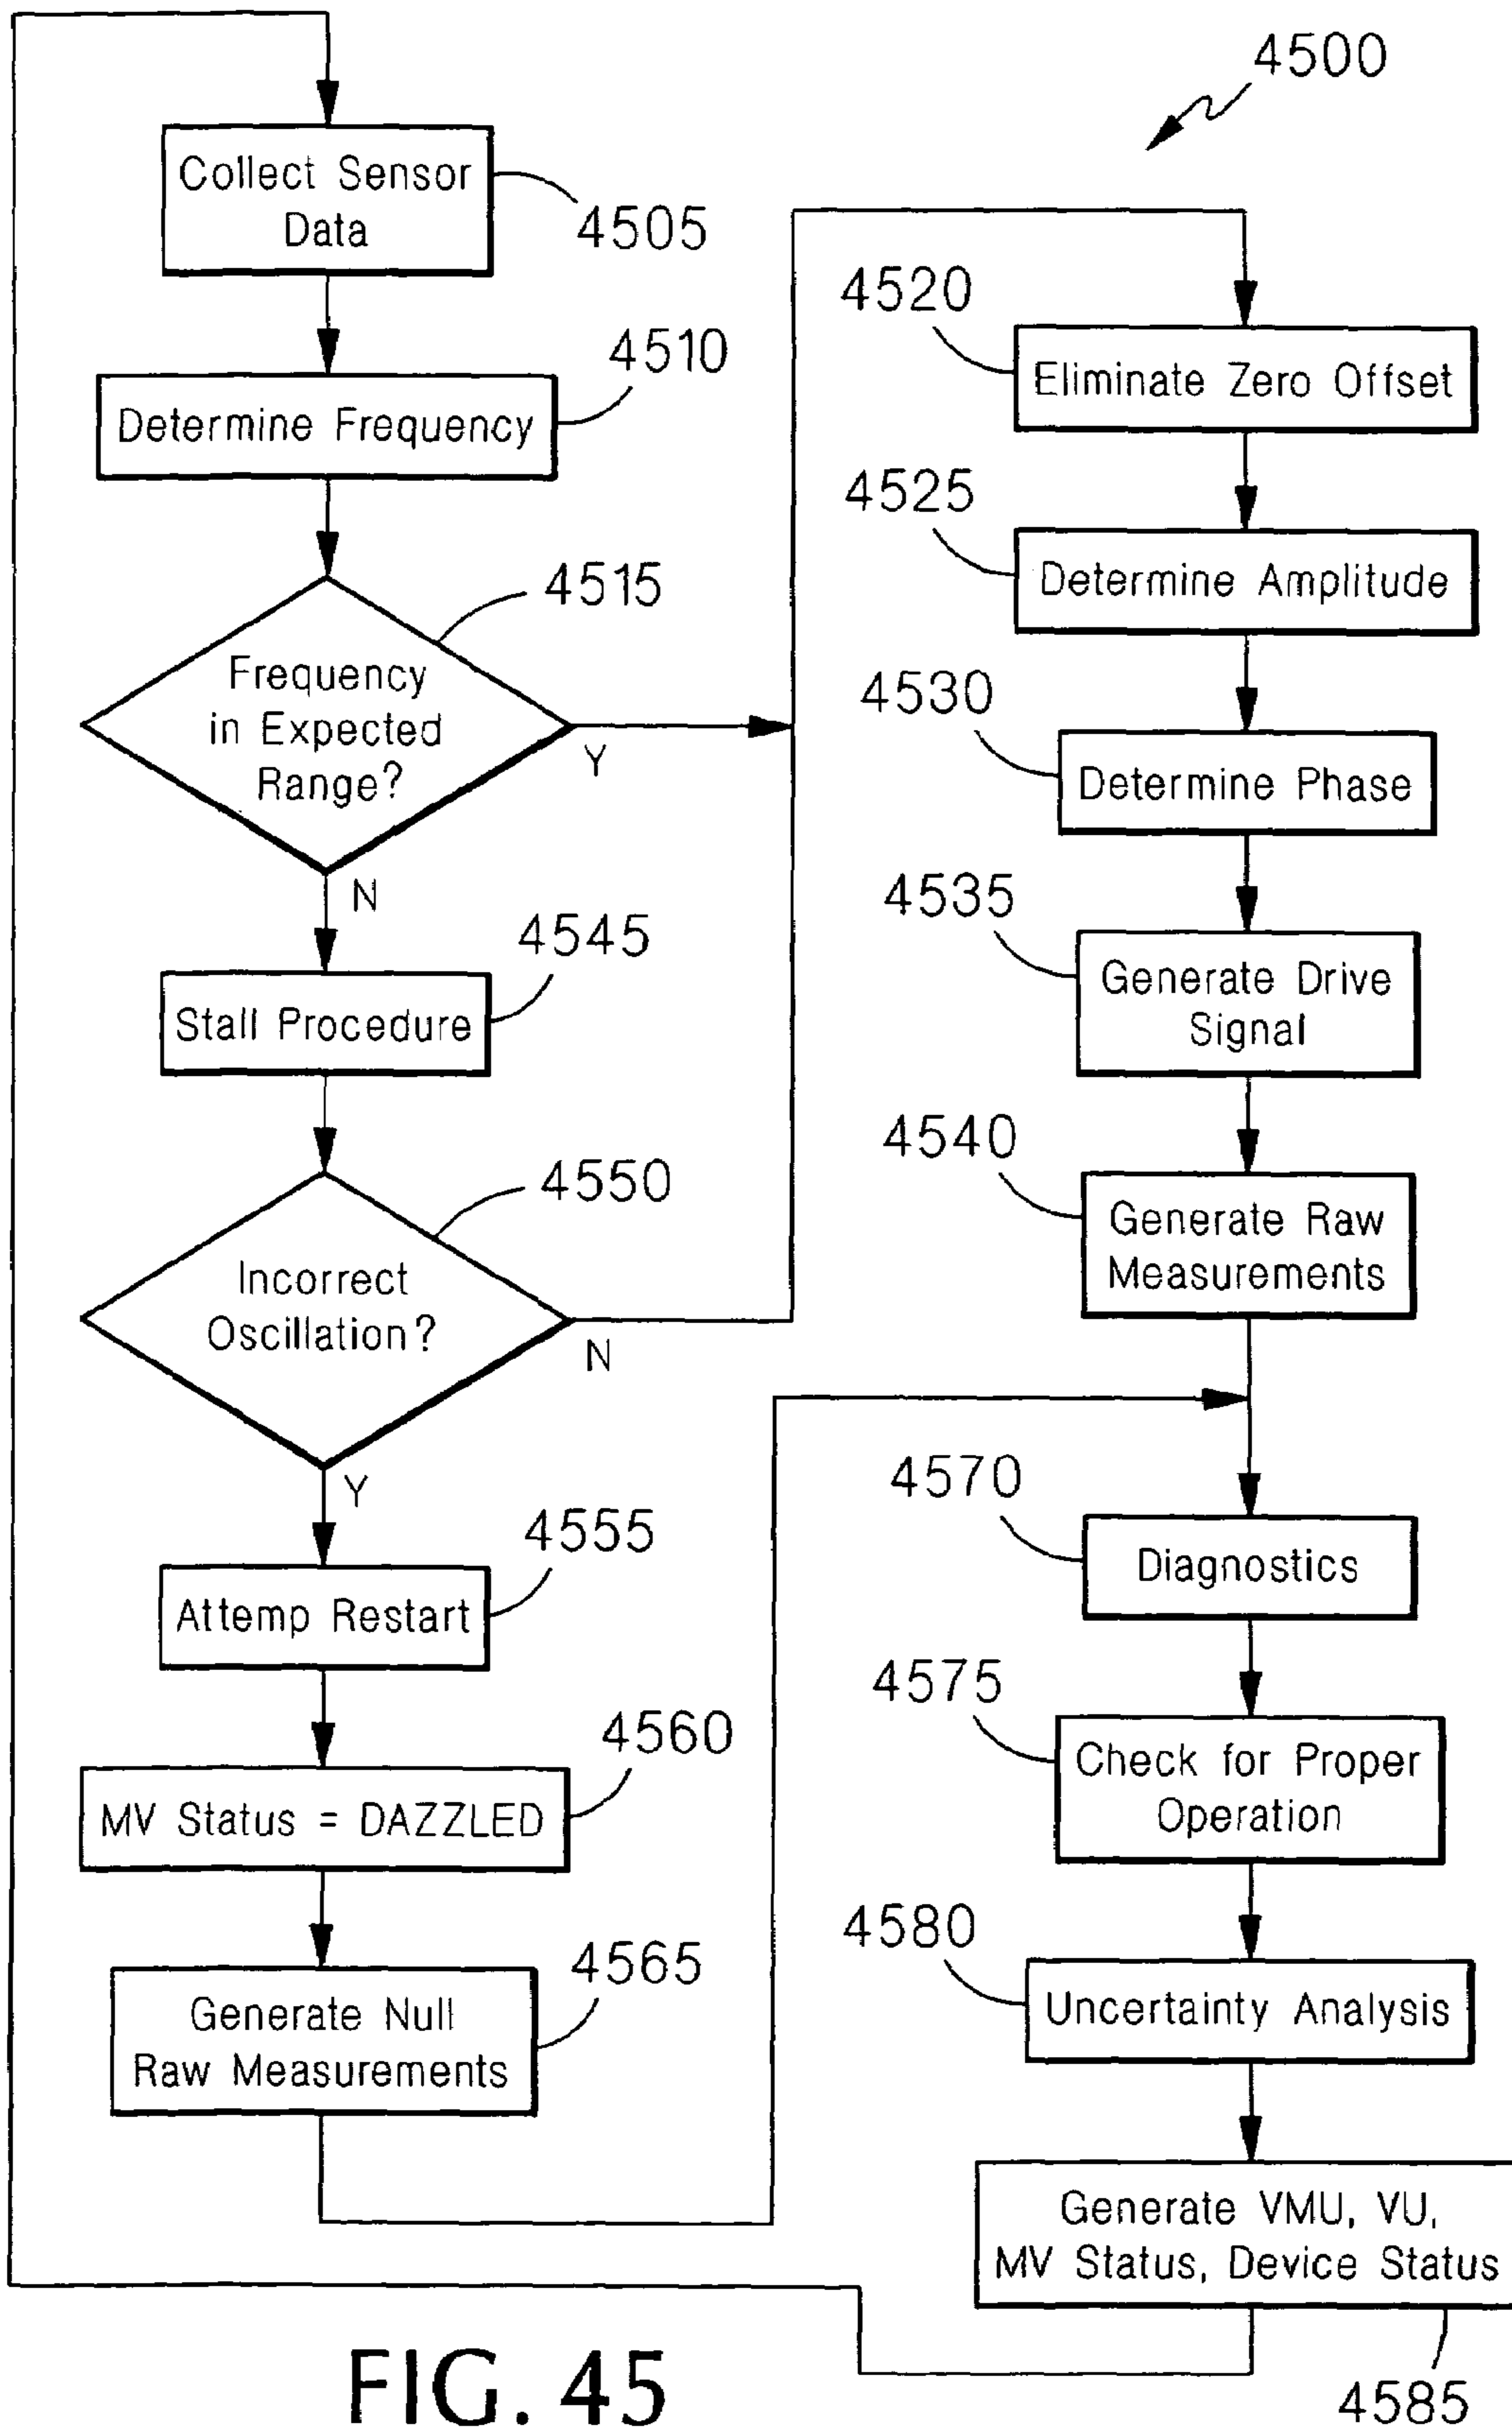 4500
Collect Sensor
Data
4505
Determine Frequency
4510
Frequency
in Expected
Range?
4515
Y
N
Stall Procedure
4545
Incorrect
Oscillation?
4550
N
Y
Attemp Restart
4555
MV Status = DAZZLED
4560
Generate Null
Raw Measurements
4565
4520
Eliminate Zero Offset
4525
Determine Amplitude
4530
Determine Phase
4535
Generate Drive
Signal
4540
Generate Raw
Measurements
4570
Diagnostics
4575
Check for Proper
Operation
4580
Uncertainty Analysis
Generate VMU, VU,
MV Status, Device Status
4585
FIG. 45